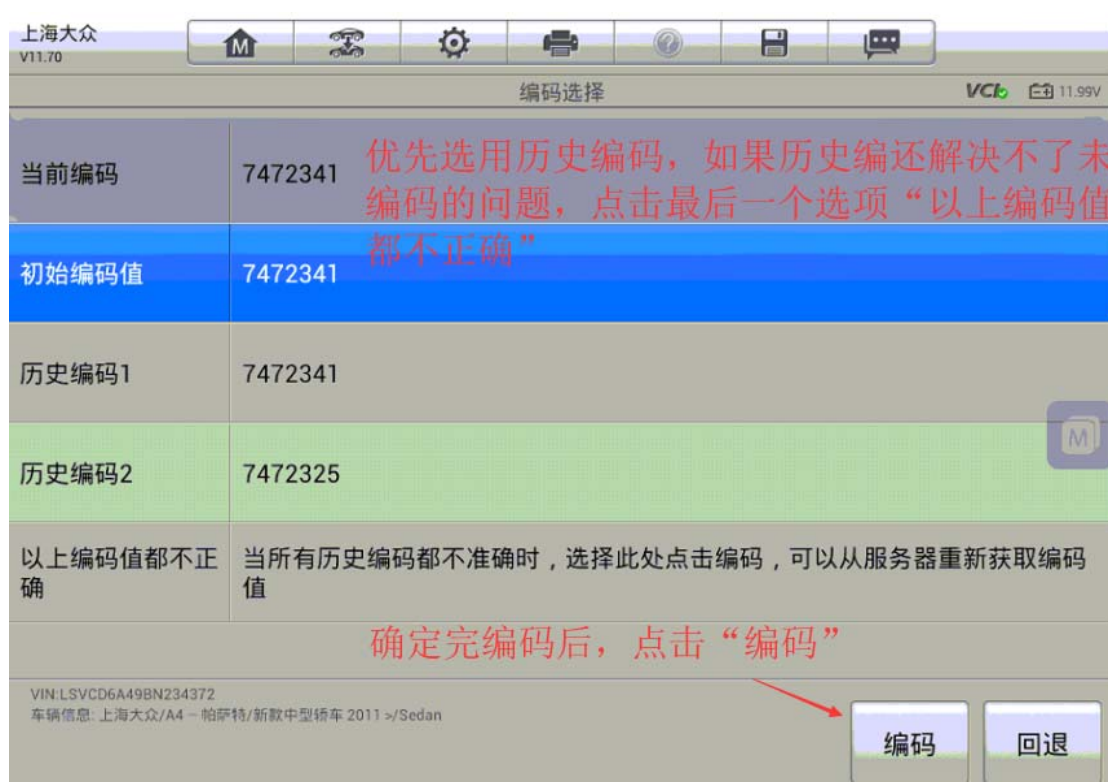 上海大众
V11.70
M
编码选择
VCI
11.99V
当前编码
7472341
优先选用历史编码，如果历史编还解决不了未
编码的问题，点击最后一个选项“以上编码值
都不正确”
初始编码值
7472341
历史编码1
7472341
M
历史编码2
7472325
以上编码值都不正
确
当所有历史编码都不准确时，选择此处点击编码，可以从服务器重新获取编码
值
确定完编码后，点击“编码”
VIN:LSVCD6A49BN234372
车辆信息: 上海大众/A4 – 帕萨特/新款中型轿车 2011 >/Sedan
编码
回退